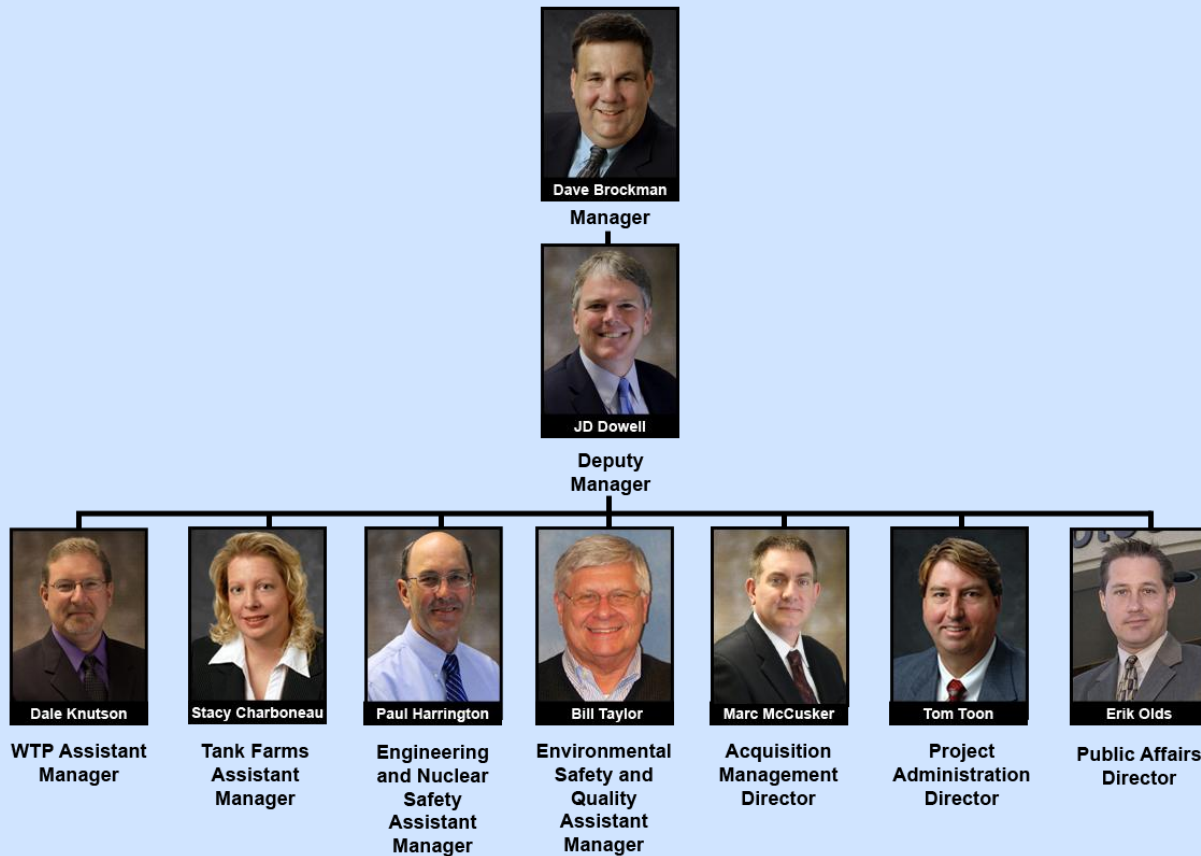 Dave Brockman
Manager
JD Dowell
Deputy
Manager
Dale Knutson
WTP Assistant
Manager
Stacy Charboneau
Tank Farms
Assistant
Manager
Paul Harrington
Engineering
and Nuclear
Safety
Assistant
Manager
Bill Taylor
Environmental
Safety and
Quality
Assistant
Manager
Marc McCusker
Acquisition
Management
Director
Tom Toon
Project
Administration
Director
Erik Olds
Public Affairs
Director